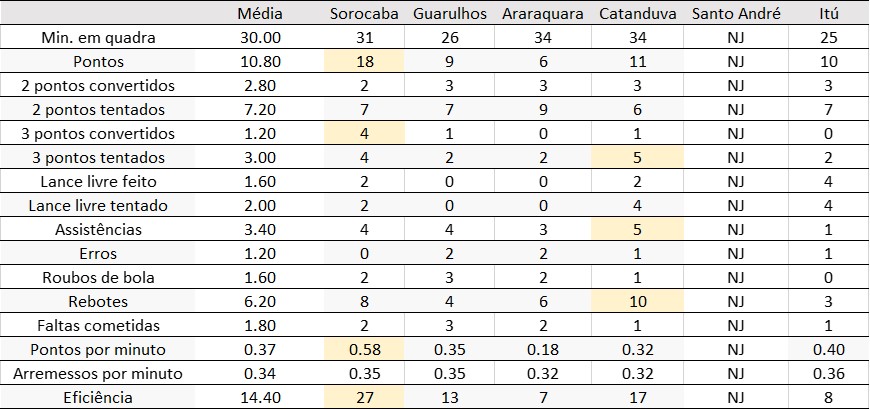 Média Sorocaba Guarulhos Araraquara Catanduva Santo André Itú
Min. em quadra 30.00 31 26 34 34 NJ 25
Pontos 10.80 18 9 6 11 NJ 10
2 pontos convertidos 2.80 2 3 3 3 NJ 3
2 pontos tentados 7.20 7 7 9 6 NJ 7
3 pontos convertidos 1.20 4 1 0 1 NJ 0
3 pontos tentados 3.00 4 2 2 5 NJ 2
Lance livre feito 1.60 2 0 0 2 NJ 4
Lance livre tentado 2.00 2 0 0 4 NJ 4
Assistências 3.40 4 4 3 5 NJ 1
Erros 1.20 0 2 2 1 NJ 1
Roubos de bola 1.60 2 3 2 1 NJ 0
Rebotes 6.20 8 4 6 10 NJ 3
Faltas cometidas 1.80 2 3 2 1 NJ 1
Pontos por minuto 0.37 0.58 0.35 0.18 0.32 NJ 0.40
Arremessos por minuto 0.34 0.35 0.35 0.32 0.32 NJ 0.36
Eficiência 14.40 27 13 7 17 NJ 8